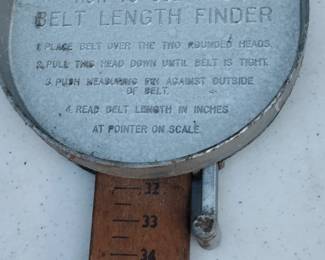 BELT LENGTH FINDER
1. PLACE BELT OVER THE TWO ROUNDED HEADS.
2. PULL THIS HEAD DOWN UNTIL BELT IS TIGHT.
3. PUSH MEASURING PIN AGAINST OUTSIDE
OF BELT.
4. READ BELT LENGTH IN INCHES
AT POINTER ON SCALE.
32
33
34